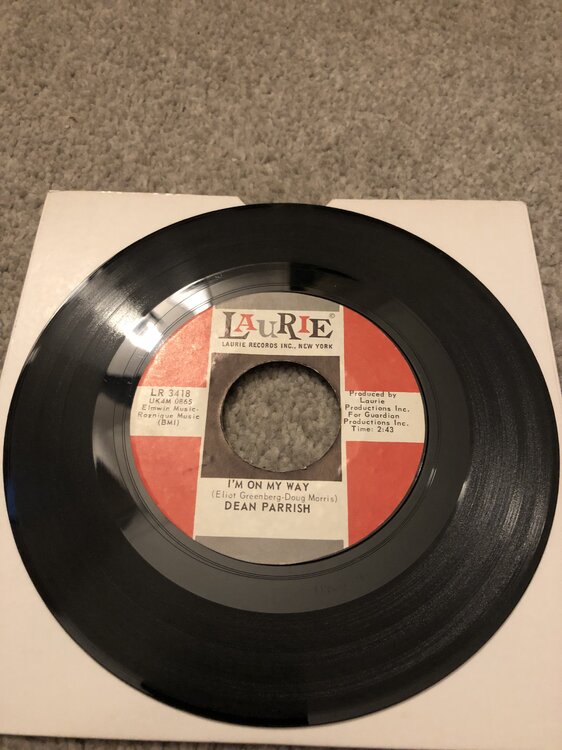 LAURIE®
LAURIE RECORDS INC., NEW YORK
LR 3418
UK4M 0865
Elmwin Music-
Roznique Music
(BMI)
Produced by
Laurie
Productions Inc.
For Guardian
Productions Inc.
Time: 2:43
I'M ON MY WAY
(Eliot Greenberg-Doug Morris)
DEAN PARRISH